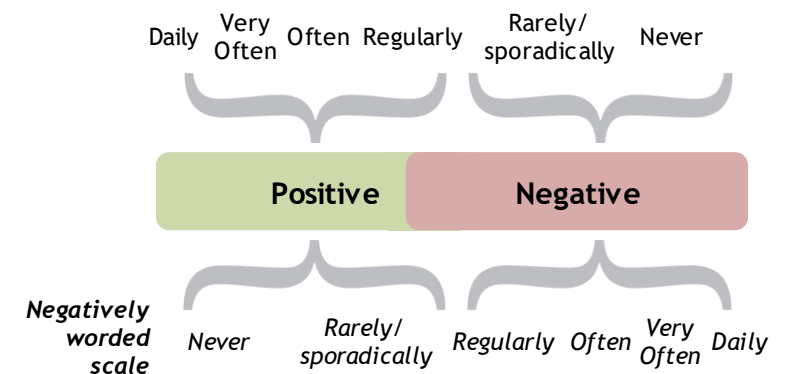 Daily Very Often Often Regularly Rarely/ sporadically Never
Positive Negative
Negatively worded scale
Never Rarely/ sporadically Regularly Often Very Often Daily